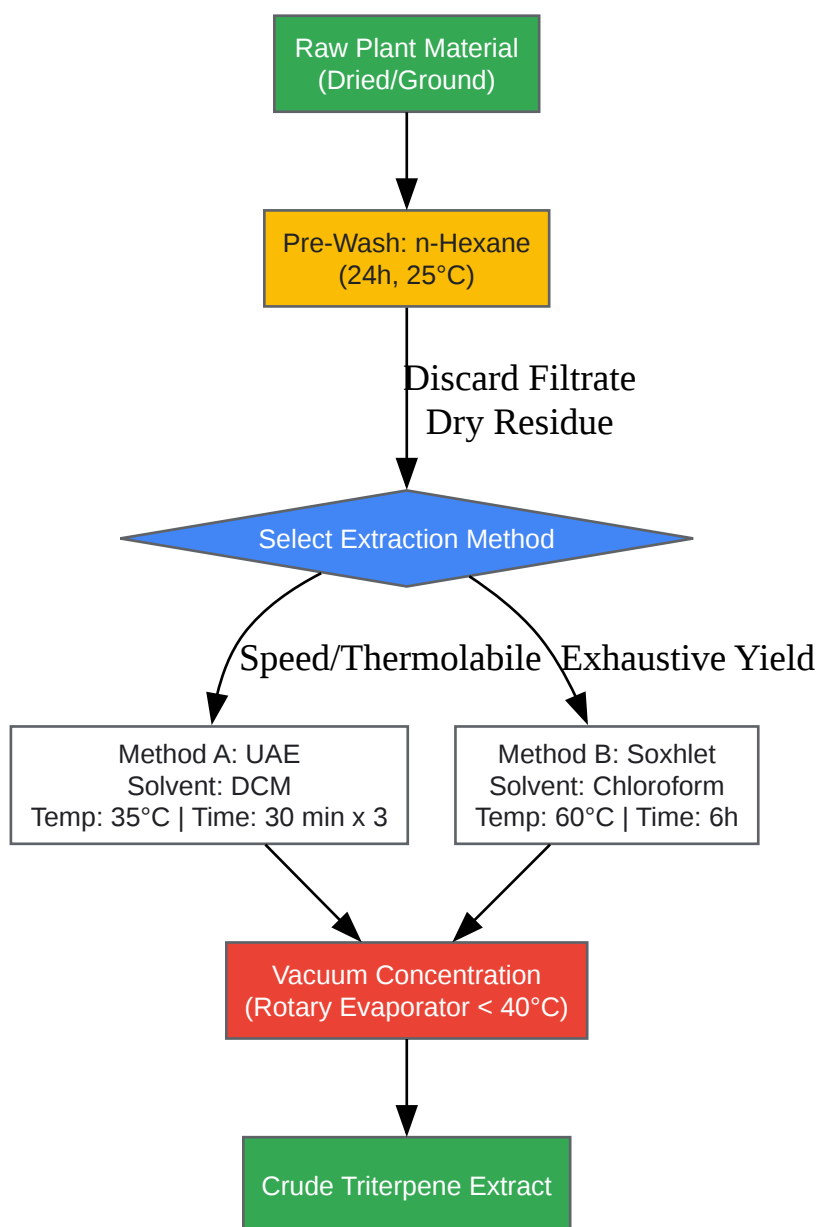 Raw Plant Material
(Dried/Ground)
Pre-Wash: n-Hexane
(24h, 25°C)
Discard Filtrate
Dry Residue
Select Extraction Method
Speed/Thermolabile
Exhaustive Yield
Method A: UAE
Solvent: DCM
Temp: 35°C | Time: 30 min x 3
Method B: Soxhlet
Solvent: Chloroform
Temp: 60°C | Time: 6h
Vacuum Concentration
(Rotary Evaporator < 40°C)
Crude Triterpene Extract